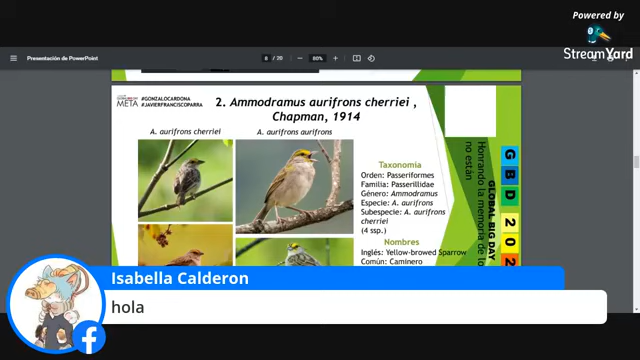 Powered by
StreamYard
Presentación de PowerPoint
8 / 20
80%
META
#GONZALOCARDONA
#JAVIERFRANCISCOPARRA
2. Ammodramus aurifrons cherriei ,
Chapman, 1914
A. aurifrons cherriei
A. aurifrons aurifrons
Taxonomía
Orden: Passeriformes
Familia: Passerillidae
Género: Ammodramus
Especie: A. aurifrons
Subespecie: A. aurifrons
cherriei
(4 ssp.)
Nombres
Inglés: Yellow-browed Sparrow
Común: Caminero
Honrando la memoria de lo
no están
GLOBAL BIG DAY
G B D 2 0 2
Isabella Calderon
hola